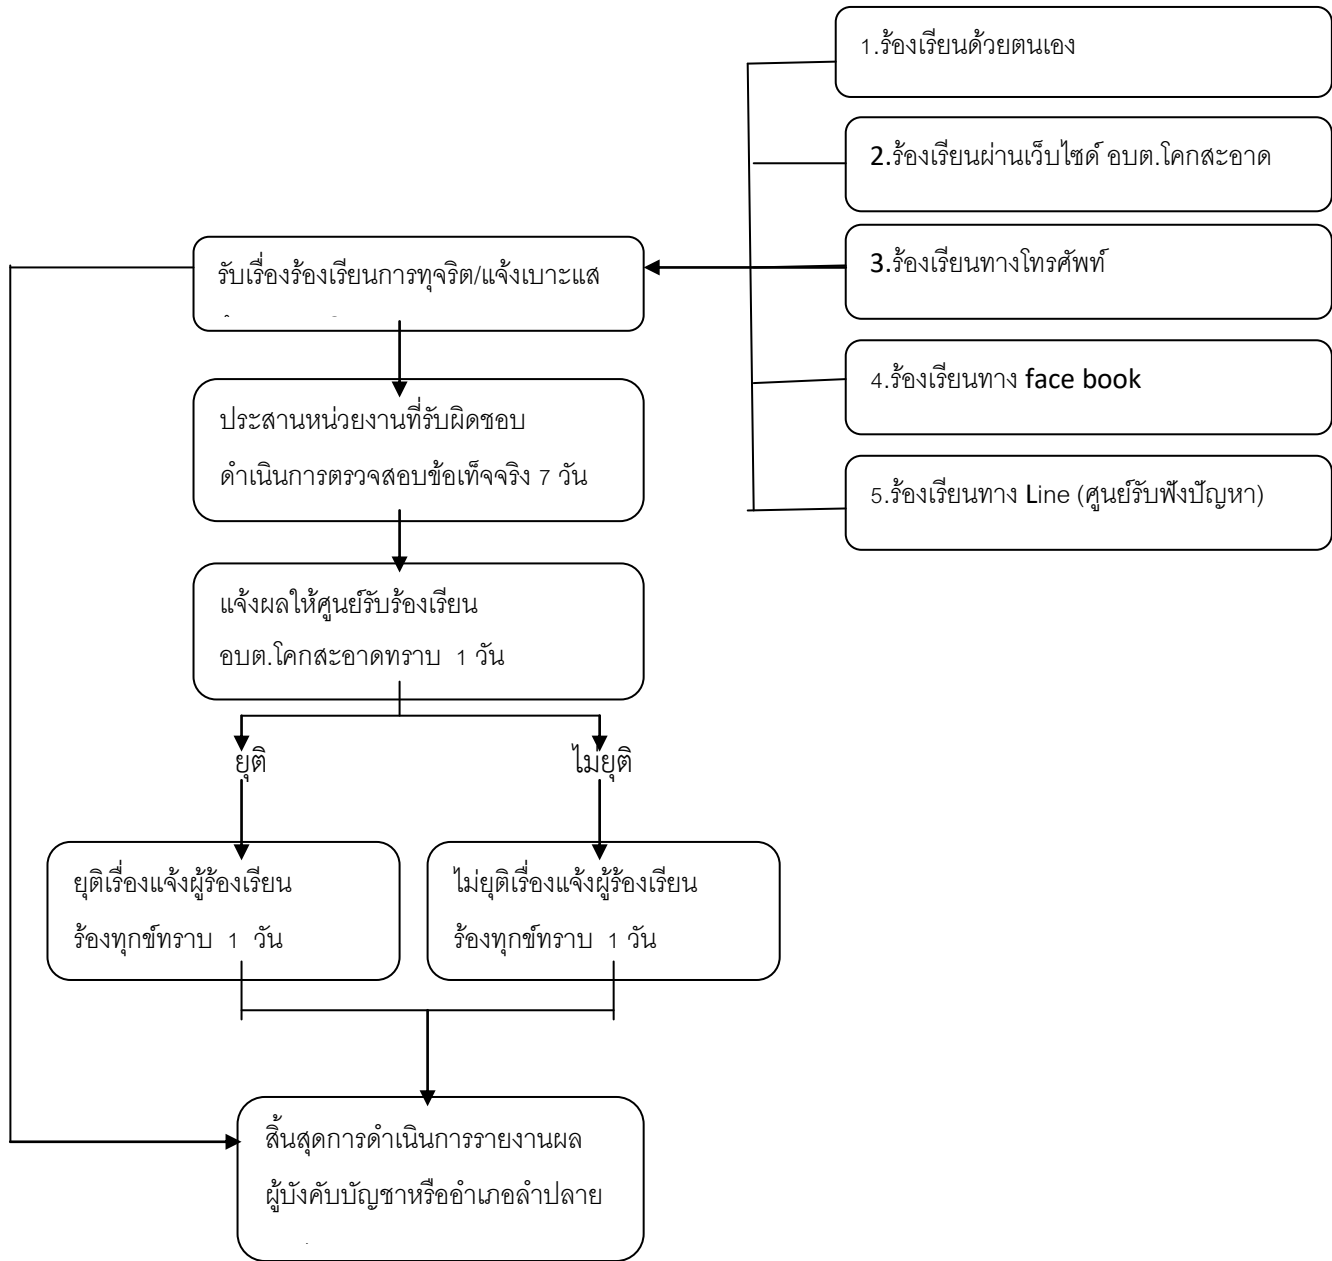 1.ร้องเรียนด้วยตนเอง
2.ร้องเรียนผ่านเว็บไซด์ อบต.โคกสะอาด
3.ร้องเรียนทางโทรศัพท์
4.ร้องเรียนทาง face book
5.ร้องเรียนทาง Line (ศูนย์รับฟังปัญหา)
รับเรื่องร้องเรียนการทุจริต/แจ้งเบาะแส
ประสานหน่วยงานที่รับผิดชอบ
ดำเนินการตรวจสอบข้อเท็จจริง 7 วัน
แจ้งผลให้ศูนย์รับร้องเรียน
อบต.โคกสะอาดทราบ 1 วัน
ยุติ
ไม่ยุติ
ยุติเรื่องแจ้งผู้ร้องเรียน
ร้องทุกข์ทราบ 1 วัน
ไม่ยุติเรื่องแจ้งผู้ร้องเรียน
ร้องทุกข์ทราบ 1 วัน
สิ้นสุดการดำเนินการรายงานผล
ผู้บังคับบัญชาหรืออำเภอลำปลาย